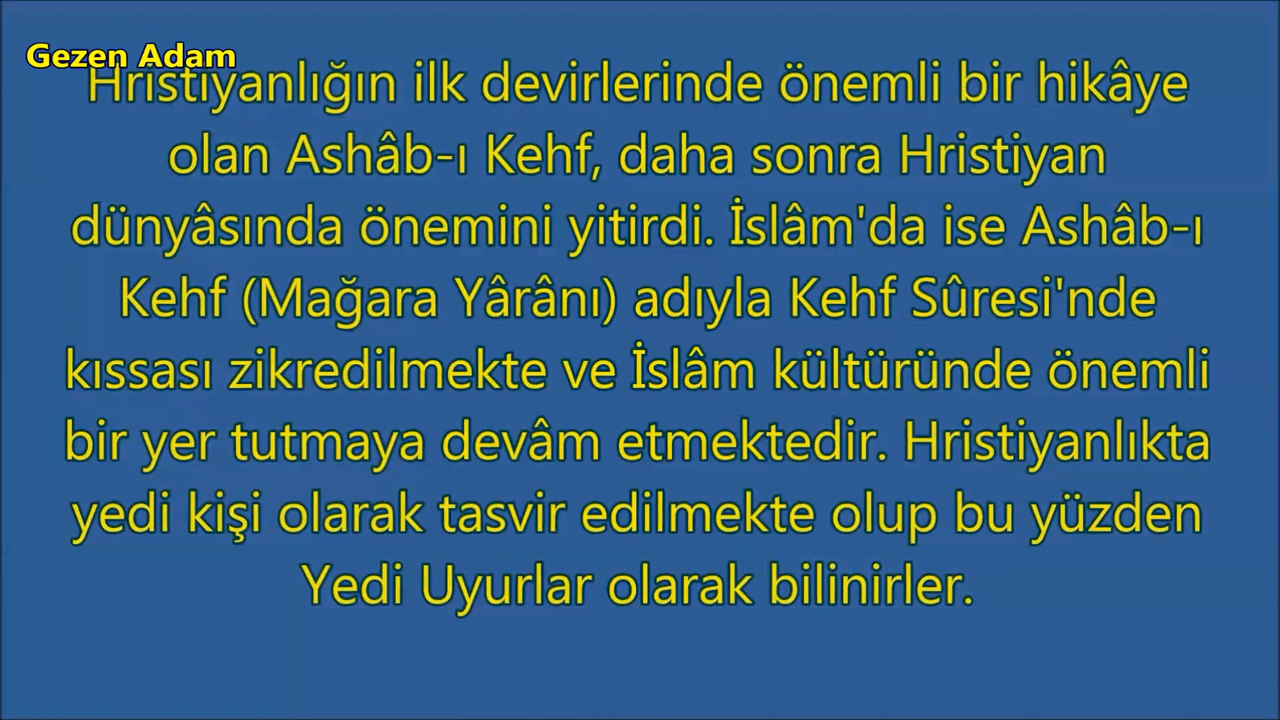 Gezen Adam
Hristiyanlığın ilk devirlerinde önemli bir hikâye
olan Ashâb-ı Kehf, daha sonra Hristiyan
dünyâsında önemini yitirdi. İslâm'da ise Ashâb-ı
Kehf (Mağara Yârânı) adıyla Kehf Sûresi'nde
kıssası zikredilmekte ve İslâm kültüründe önemli
bir yer tutmaya devâm etmektedir. Hristiyanlıkta
yedi kişi olarak tasvir edilmekte olup bu yüzden
Yedi Uyurlar olarak bilinirler.